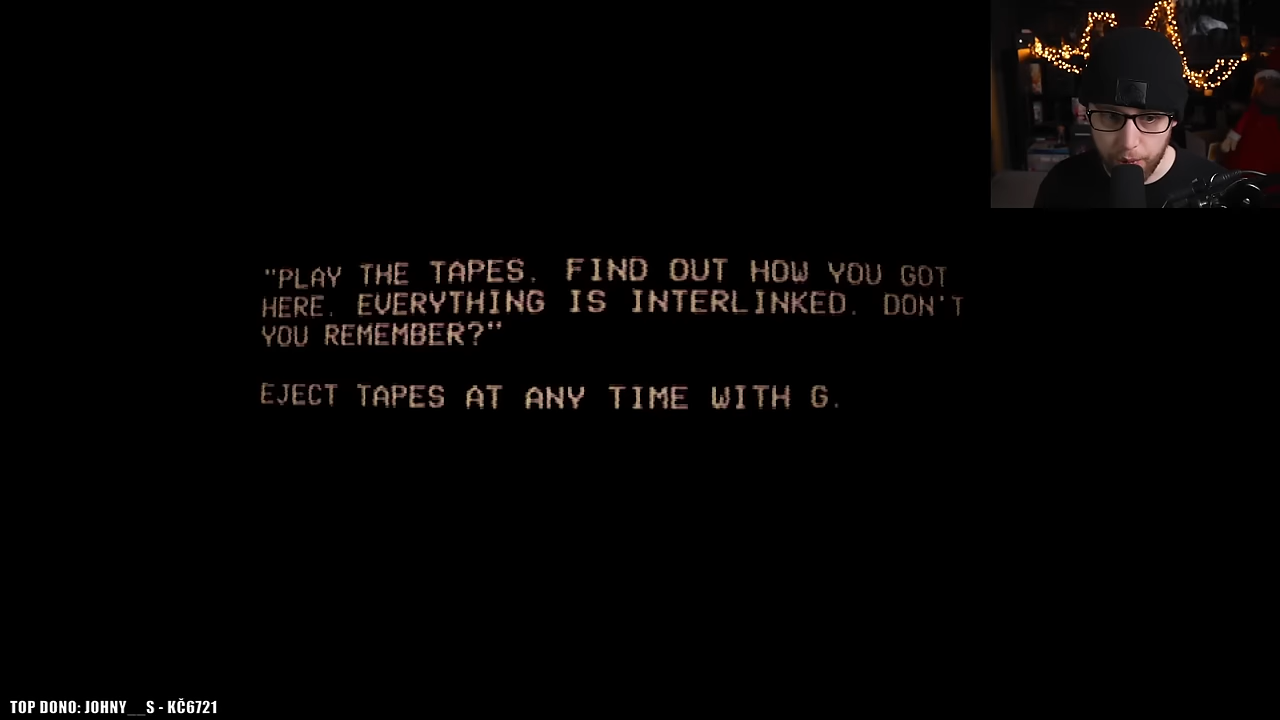 "PLAY THE TAPES. FIND OUT HOW YOU GOT
HERE. EVERYTHING IS INTERLINKED. DON'T
YOU REMEMBER?"
EJECT TAPES AT ANY TIME WITH G.
TOP DONO: JOHNY__S - KČ6721